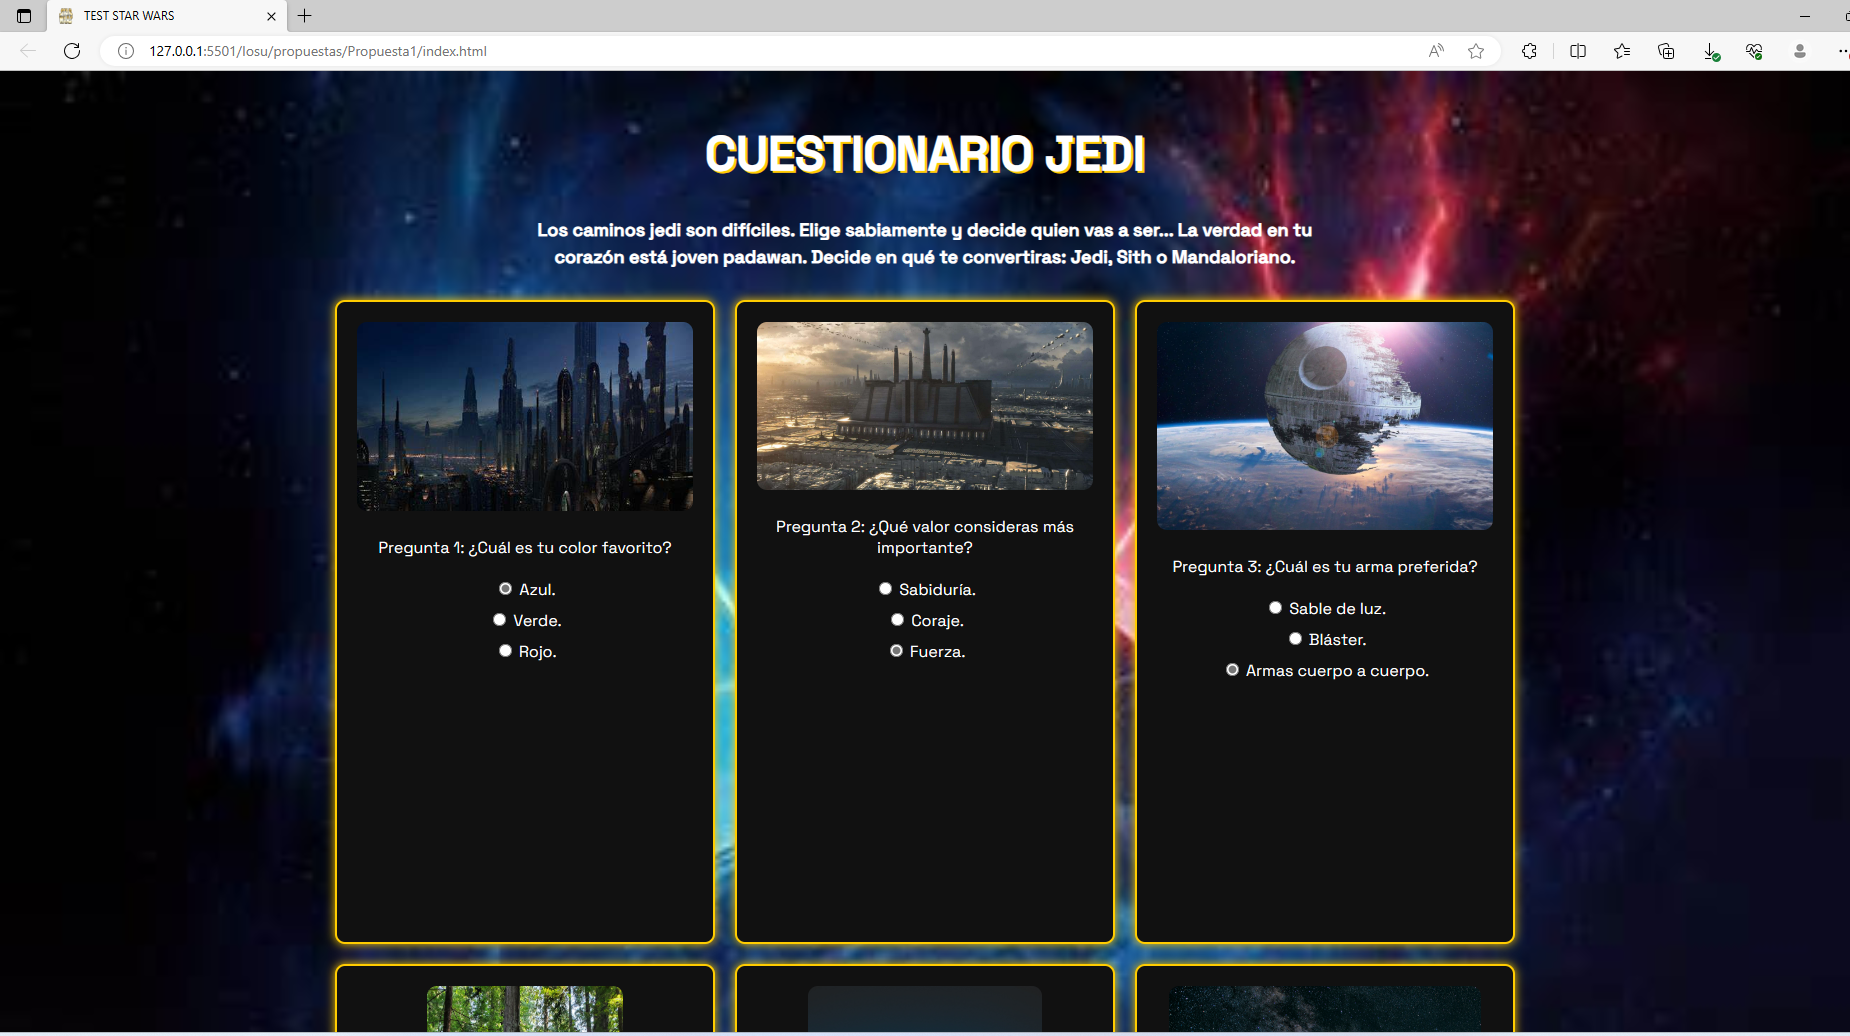 TEST STAR WARS
127.0.0.1:5501/Iosu/propuestas/Propuesta1/index.html
CUESTIONARIO JEDI
Los caminos jedi son difíciles. Elige sabiamente y decide quien vas a ser... La verdad en tu
corazón está joven padawan. Decide en qué te convertiras: Jedi, Sith o Mandaloriano.
Pregunta 1: ¿Cuál es tu color favorito?
Azul.
Verde.
Rojo.
Pregunta 2: ¿Qué valor consideras más
importante?
Sabiduría.
Coraje.
Fuerza.
Pregunta 3: ¿Cuál es tu arma preferida?
Sable de luz.
Bláster.
Armas cuerpo a cuerpo.